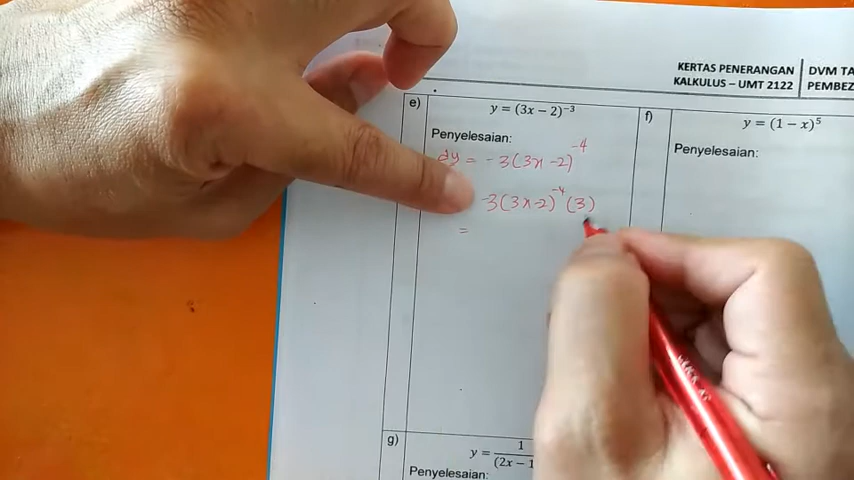 KERTAS PENERANGAN
KALKULUS – UMT 2122
DVM TA
PEMBEZ
e)
y = (3x − 2)⁻³
Penyelesaian:
dy = -3(3x-2)⁻⁴
-3(3x-2)⁻⁴(3)
=
f)
y = (1 − x)⁵
Penyelesaian:
g)
y = 1/(2x − 1
Penyelesaian: